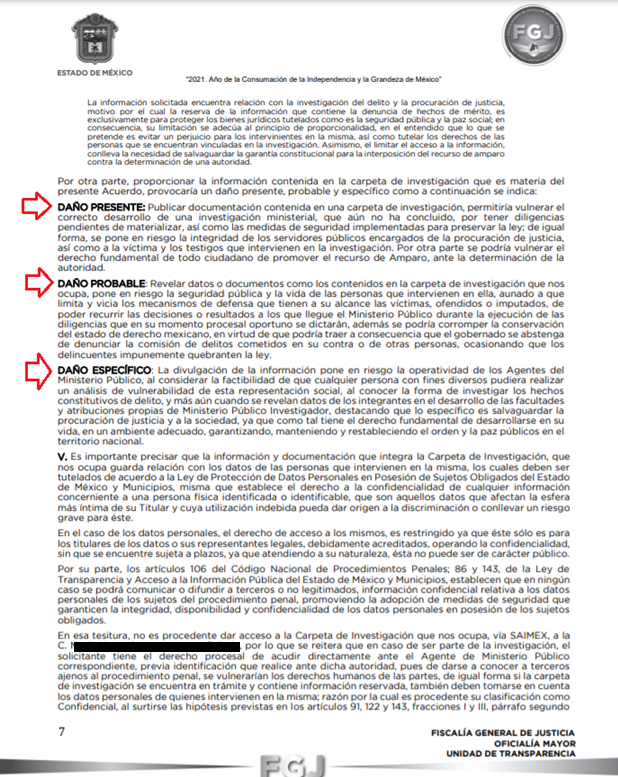 FGJ
ESTADO DE MÉXICO
"2021. Año de la Consumación de la Independencia y la Grandeza de México"
La información solicitada encuentra relación con la investigación del delito y la procuración de justicia,
motivo por el cual la reserva de la información que contiene la denuncia de hechos de mérito, es
exclusivamente para proteger los bienes jurídicos tutelados como es la seguridad pública y la paz social; en
consecuencia, su limitación se adecúa al principio de proporcionalidad, en el entendido que lo que se
pretende es evitar un perjuicio para los intervinientes en la misma, así como tutelar los derechos de las
personas que se encuentran vinculadas en la investigación. Asimismo, el limitar el acceso a la información,
conlleva la necesidad de salvaguardar la garantía constitucional para la interposición del recurso de amparo
contra la determinación de una autoridad.
Por otra parte, proporcionar la información contenida en la carpeta de investigación que es materia del
presente Acuerdo, provocaría un daño presente, probable y específico como a continuación se indica:
DAÑO PRESENTE: Publicar documentación contenida en una carpeta de investigación, permitiría vulnerar el
correcto desarrollo de una investigación ministerial, que aún no ha concluido, por tener diligencias
pendientes de materializar, así como las medidas de seguridad implementadas para preservar la ley; de
igual forma, se pone en riesgo la integridad de los servidores públicos encargados de la procuración de justicia,
así como a la víctima y los testigos que intervienen en la investigación. Por otra parte se podría vulnerar el
derecho fundamental de todo ciudadano de promover el recurso de Amparo, ante la determinación de la
autoridad.
DAÑO PROBABLE: Revelar datos o documentos como los contenidos en la carpeta de investigación que nos
ocupa, pone en riesgo la seguridad pública y la vida de las personas que intervienen en ella, aunado a que
limita y vicia los mecanismos de defensa que tienen a su alcance las víctimas, ofendidos o imputados, de
poder recurrir las decisiones o resultados a los que llegue el Ministerio Público durante la ejecución de las
diligencias que en su momento procesal oportuno se dictarán, además se podría corromper la conservación
del estado de derecho mexicano, en virtud de que podría traer a consecuencia que el gobernado se abstenga
de denunciar la comisión de delitos cometidos en su contra o de otras personas, ocasionando que los
delincuentes impunemente quebranten la ley.
DAÑO ESPECÍFICO: La divulgación de la información pone en riesgo la operatividad de los Agentes del
Ministerio Público, al considerar la factibilidad de que cualquier persona con fines diversos pudiera realizar
un análisis de vulnerabilidad de esta representación social, al conocer la forma de investigar los hechos
constitutivos de delito, y más aún cuando se revelan datos de los integrantes en el desarrollo de las facultades
y atribuciones propias de Ministerio Público Investigador, destacando que lo específico es salvaguardar la
procuración de justicia y a la sociedad, ya que como tal tiene el derecho fundamental de desarrollarse en su
vida, en un ambiente adecuado, garantizando, manteniendo y restableciendo el orden y la paz públicos en el
territorio nacional.
V. Es importante precisar que la información y documentación que integra la Carpeta de Investigación, que
nos ocupa guarda relación con los datos de las personas que intervienen en la misma, los cuales deben ser
tutelados de acuerdo a la Ley de Protección de Datos Personales en Posesión de Sujetos Obligados del Estado
de México y Municipios, misma que establece el derecho a la confidencialidad de cualquier información
concerniente a una persona física identificada o identificable, que son aquellos datos que afectan la esfera
más íntima de su Titular y cuya utilización indebida pueda dar origen a la discriminación o conlleven un riesgo
grave para éste.
En el caso de los datos personales, el derecho de acceso a los mismos, es restringido ya que éste sólo es para
los titulares de los datos o sus representantes legales, debidamente acreditados, operando la confidencialidad,
sin que se encuentre sujeto a plazos, ya que atendiendo a su naturaleza, ésta no puede ser de carácter público.
Por su parte, los artículos 106 del Código Nacional de Procedimientos Penales; 86 y 143, de la Ley de
Transparencia y Acceso a la Información Pública del Estado de México y Municipios, establecen que en ningún
caso se podrá comunicar o difundir a terceros o no legitimados, información confidencial relativa a los datos
personales de los sujetos del procedimiento penal, promoviendo la adopción de medidas de seguridad que
garanticen la integridad, disponibilidad y confidencialidad de los datos personales en posesión de los sujetos
obligados.
En esa tesitura, no es procedente dar acceso a la Carpeta de Investigación que nos ocupa, vía SAIMEX, a la
C. , por lo que se reitera que en caso de ser parte de la investigación, el
solicitante tiene el derecho procesal de acudir directamente ante el Agente de Ministerio Público
correspondiente, previa identificación que realice ante dicha autoridad, pues de darse a conocer a terceros
ajenos al procedimiento penal, se vulnerarían los derechos humanos de las partes, de igual forma si la carpeta
de investigación se encuentra en trámite y contiene información reservada, también deben tomarse en cuenta
los datos personales de quienes intervienen en la misma; razón por la cual es procedente su clasificación como
Confidencial, al surtirse las hipótesis previstas en los artículos 91, 122 y 143, fracciones I y III, párrafo segundo
7
FISCALÍA GENERAL DE JUSTICIA
OFICIALÍA MAYOR
UNIDAD DE TRANSPARENCIA
FGJ